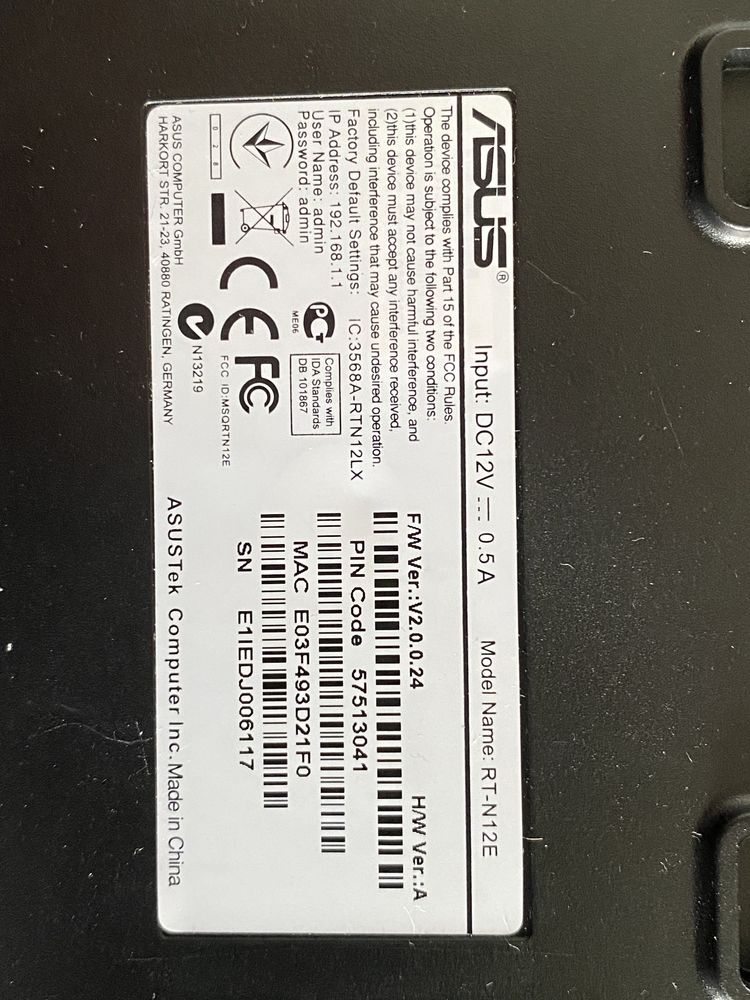 ASUS® Input: DC12V 0.5A Model Name: RT-N12E
The device complies with Part 15 of the FCC Rules.
Operation is subject to the following two conditions:
(1)this device may not cause harmful interference, and
(2)this device must accept any interference received,
including interference that may cause undesired operation.
Factory Default Settings: IC:3568A-RTN12LX
IP Address: 192.168.1.1
User Name: admin
Password: admin
ME06
Complies with
IDA Standards
DB 101867
CE FC
028
FCC ID:MSQRTN12E
N13219
ASUS COMPUTER GmbH
HARKORT STR. 21-23, 40880 RATINGEN, GERMANY
F/W Ver.:V2.0.0.24 H/W Ver.:A
PIN Code 57513041
MAC E03F493D21F0
SN E1IEDJ006117
ASUSTek Computer Inc. Made in China